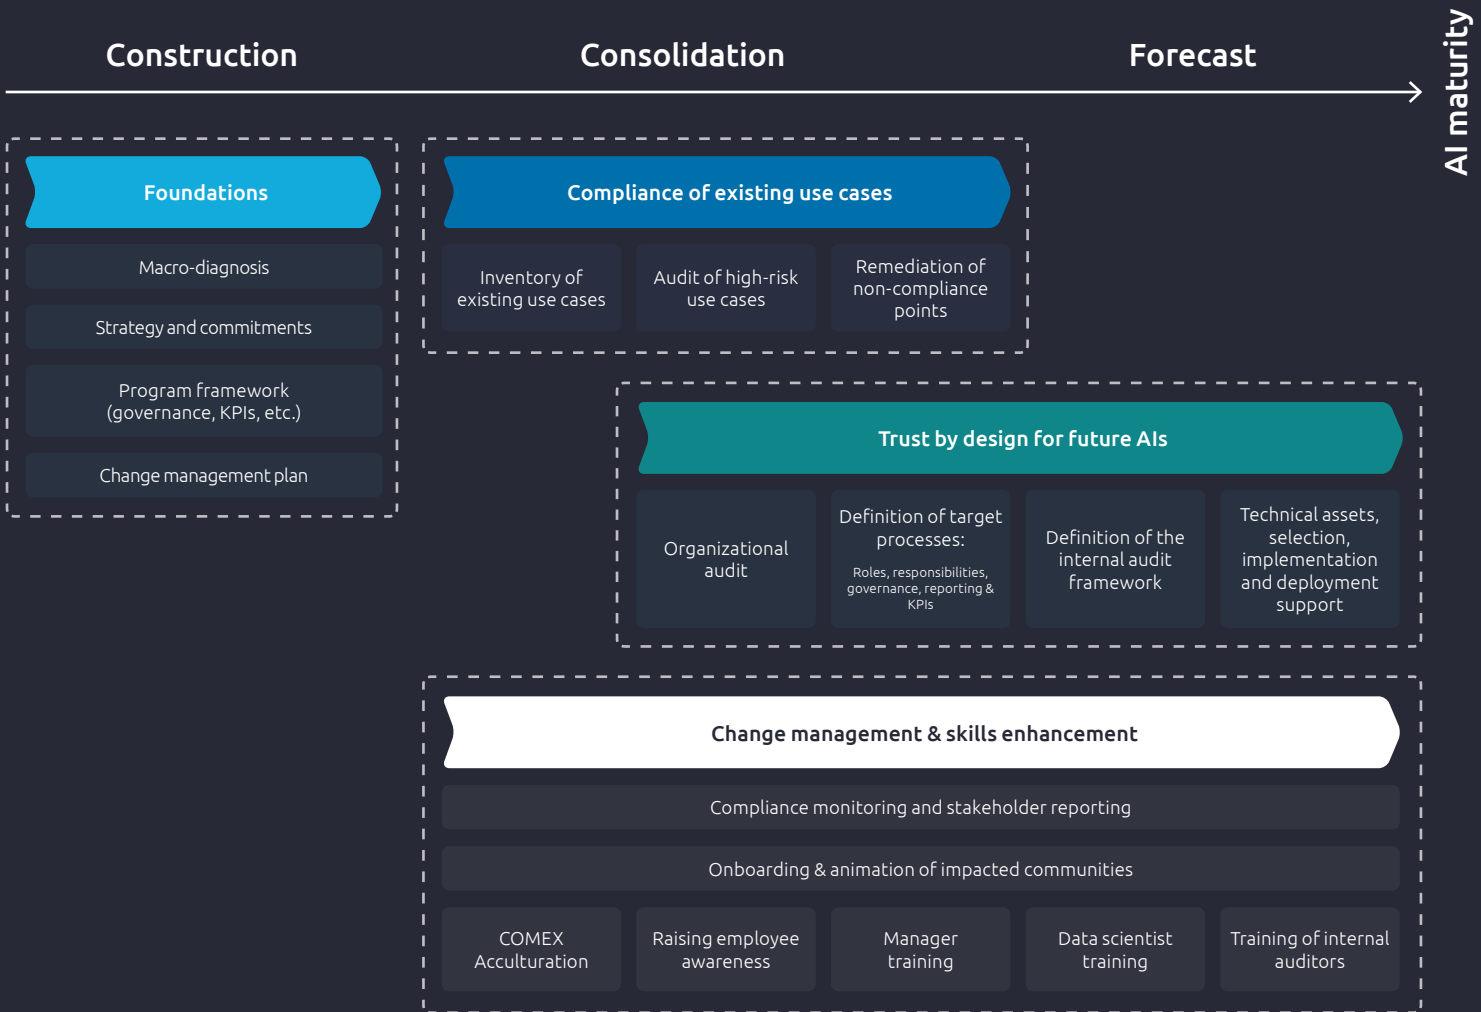 Construction
Consolidation
Forecast
AI maturity
Foundations
Macro-diagnosis
Strategy and commitments
Program framework
(governance, KPIs, etc.)
Change management plan
Compliance of existing use cases
Inventory of
existing use cases
Audit of high-risk
use cases
Remediation of
non-compliance
points
Trust by design for future AIs
Organizational
audit
Definition of target
processes:
Roles, responsibilities,
governance, reporting &
KPIs
Definition of the
internal audit
framework
Technical assets,
selection,
implementation
and deployment
support
Change management & skills enhancement
Compliance monitoring and stakeholder reporting
Onboarding & animation of impacted communities
COMEX
Acculturation
Raising employee
awareness
Manager
training
Data scientist
training
Training of internal
auditors